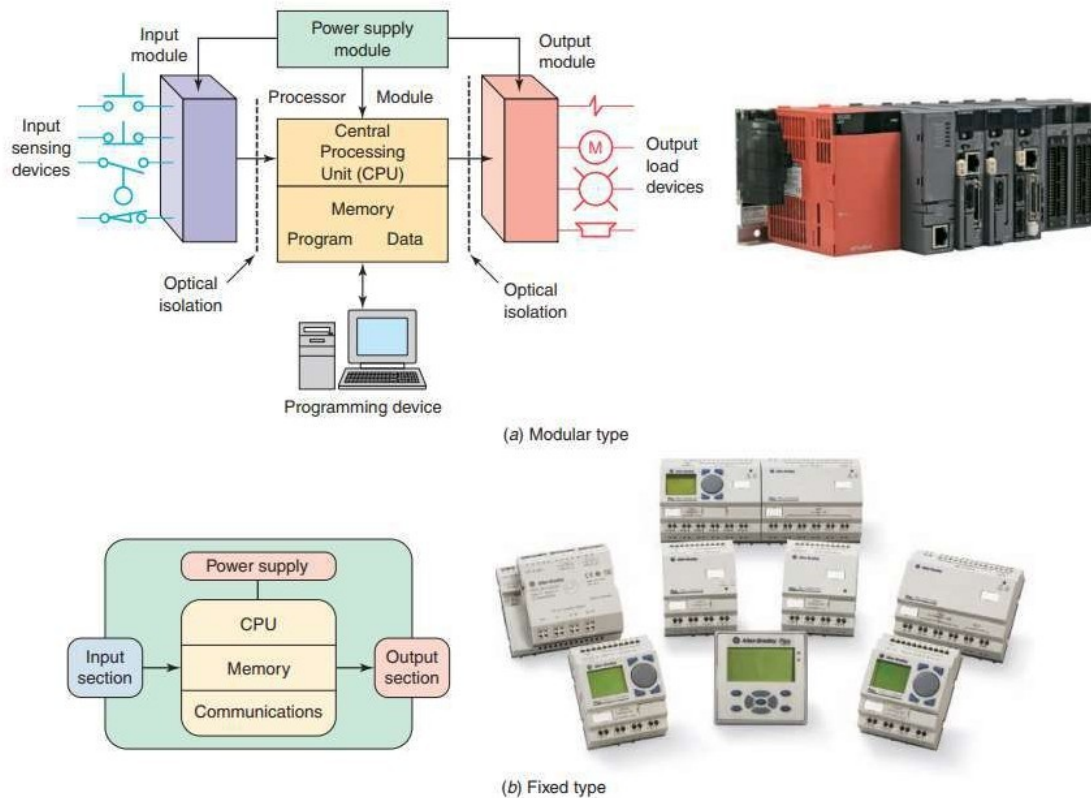 Power supply
module
Input
module
Output
module
Processor
Module
Input
sensing
devices
Central
Processing
Unit (CPU)
M
Output
load
devices
Memory
Program
Data
Optical
isolation
Optical
isolation
Programming device
(a) Modular type
Power supply
CPU
Input
section
Memory
Output
section
Communications
Allen-Bradley
(b) Fixed type